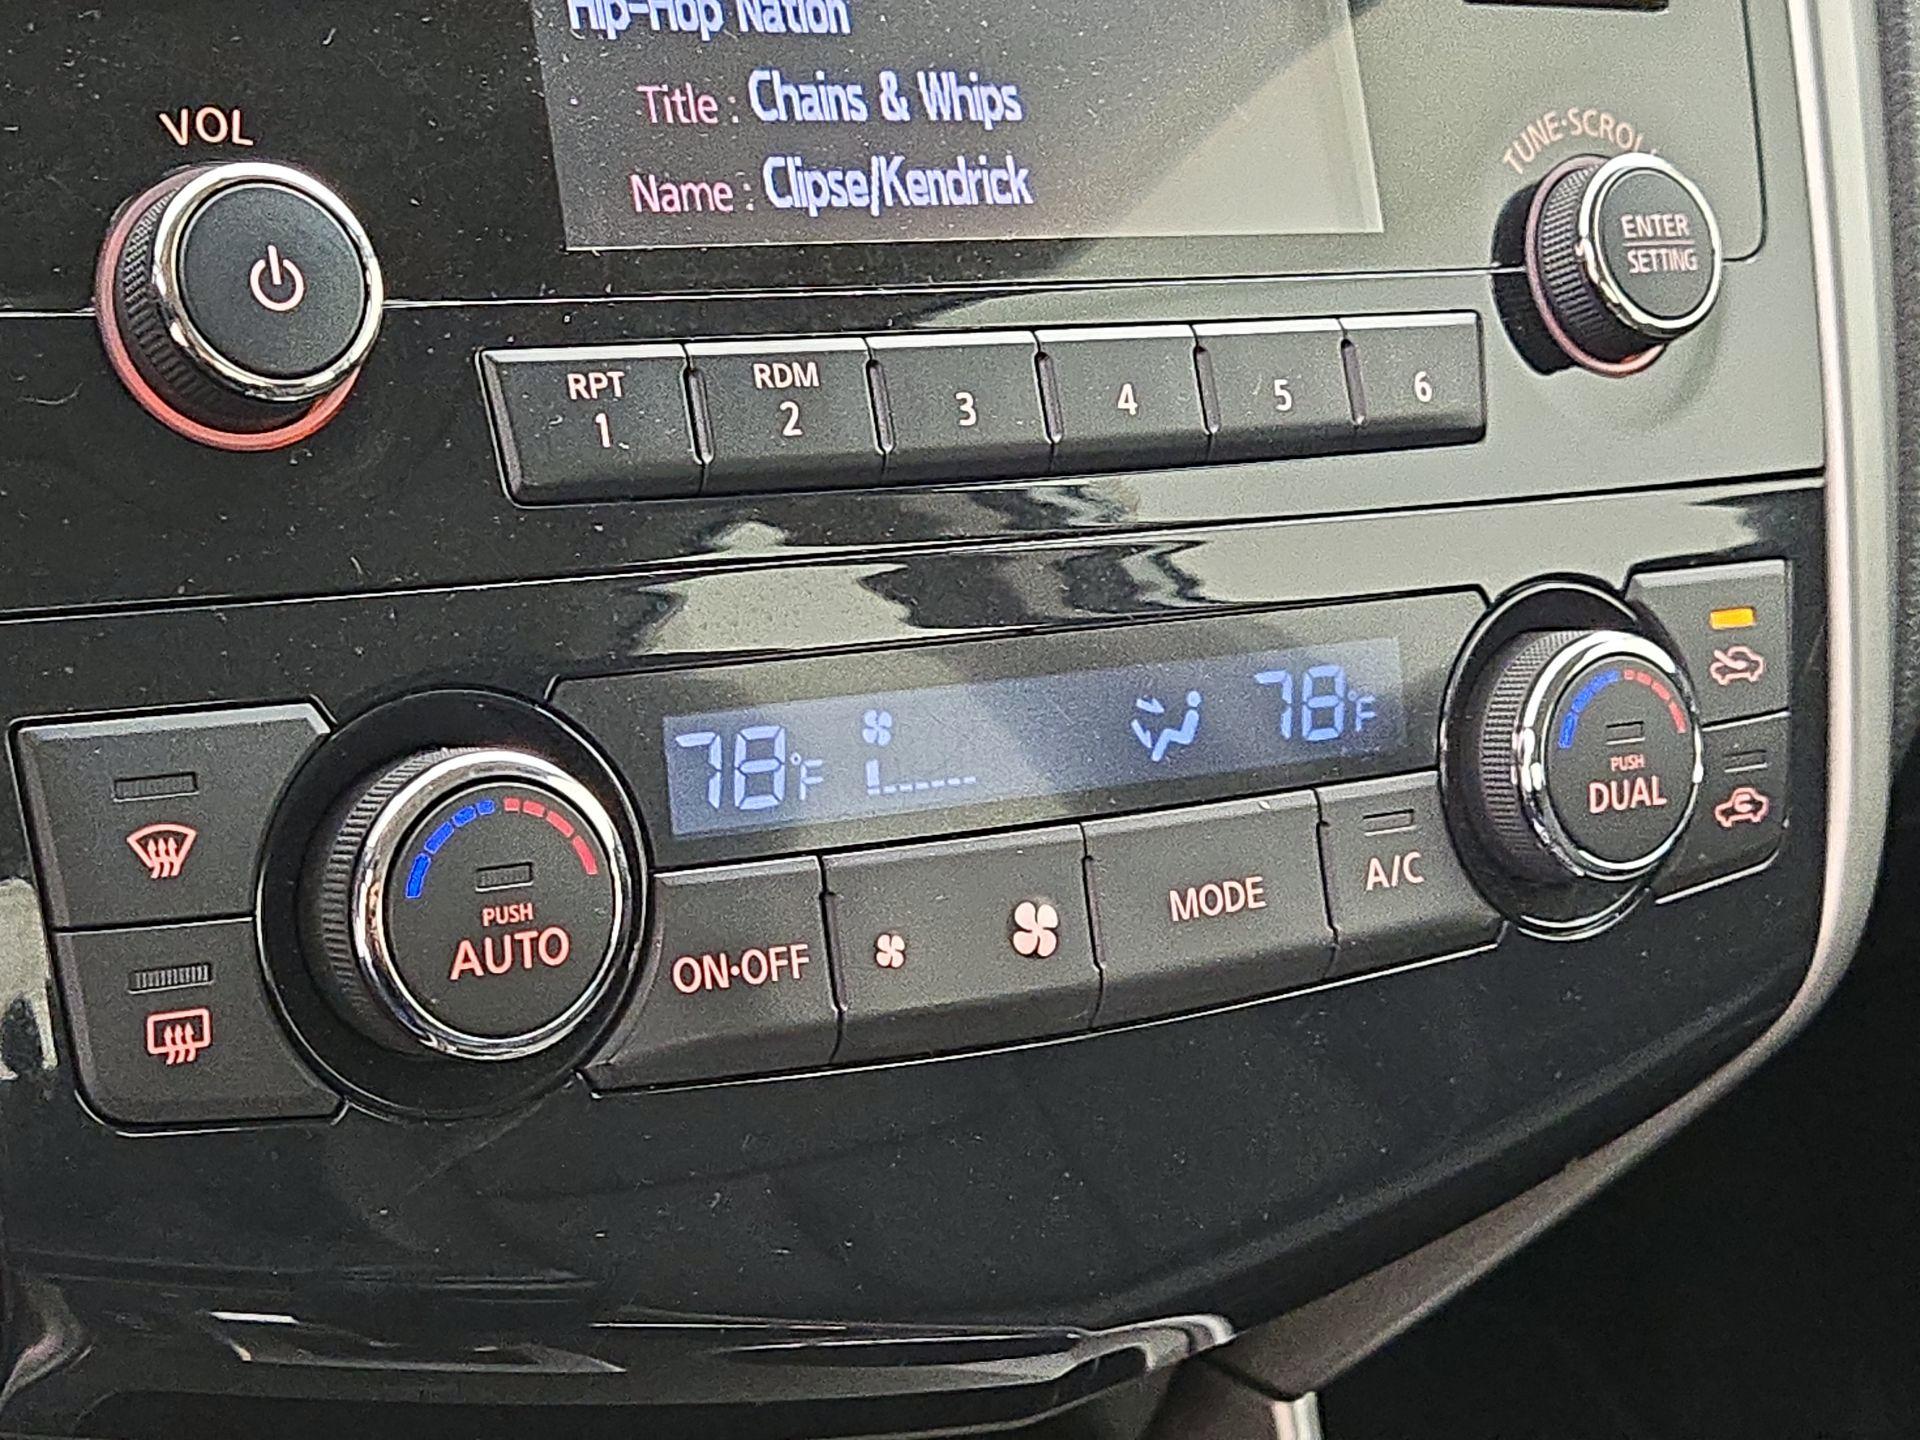 Hip-Hop Nation
Title : Chains & Whips
Name : Clipse/Kendrick
VOL
TUNE·SCROLL
ENTER
SETTING
RPT
1
RDM
2
3
4
5
6
78°F
78°F
PUSH
AUTO
PUSH
DUAL
ON·OFF
MODE
A/C